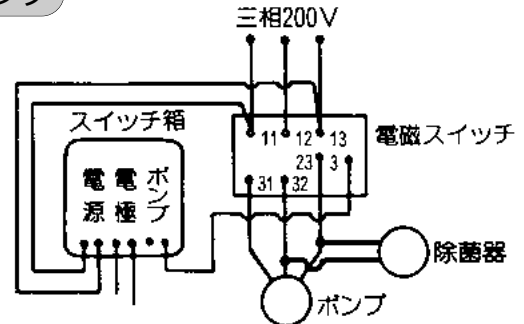 三相200V
スイッチ箱
電源
電極
ポンプ
11 12 13
23 3
31 32
電磁スイッチ
除菌器
ポンプ